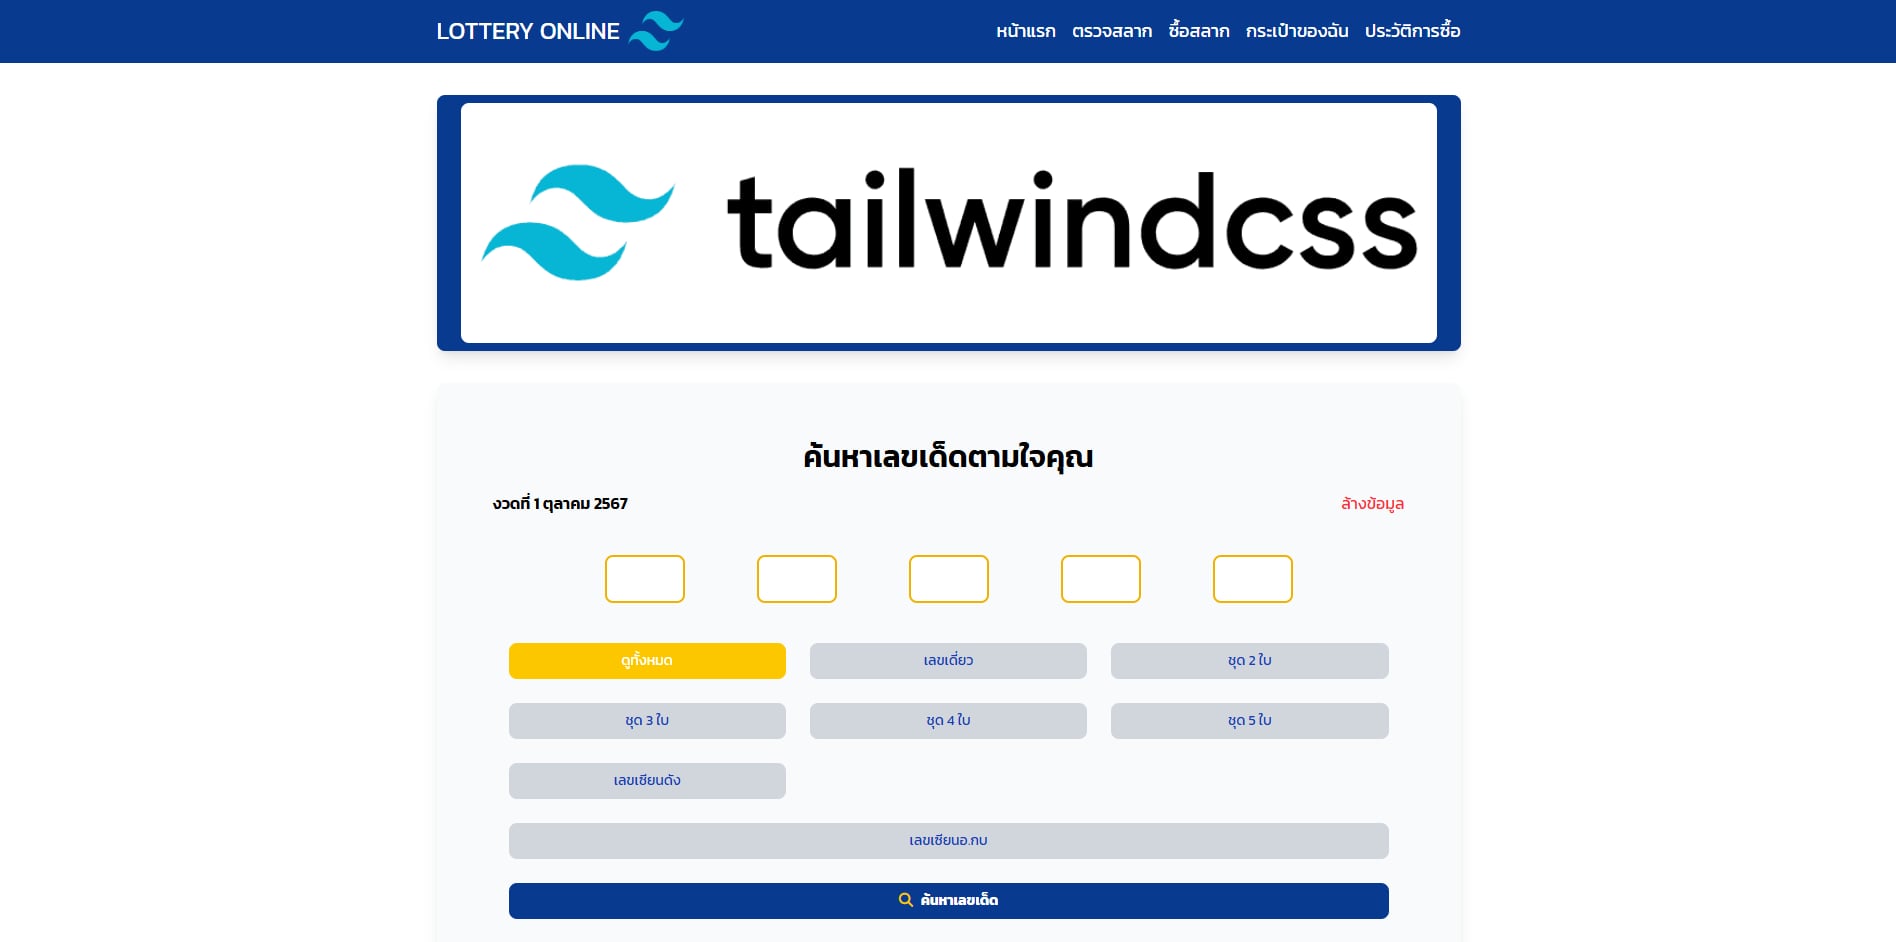 LOTTERY ONLINE
หน้าแรก ตรวจสลาก ซื้อสลาก กระเป๋าของฉัน ประวัติการซื้อ
tailwindcss
ค้นหาเลขเด็ดตามใจคุณ
งวดที่ 1 ตุลาคม 2567
ล้างข้อมูล
ดูทั้งหมด
เลขเดี่ยว
ชุด 2 ใบ
ชุด 3 ใบ
ชุด 4 ใบ
ชุด 5 ใบ
เลขเซียนดัง
เลขเซียนอ.กบ
ค้นหาเลขเด็ด